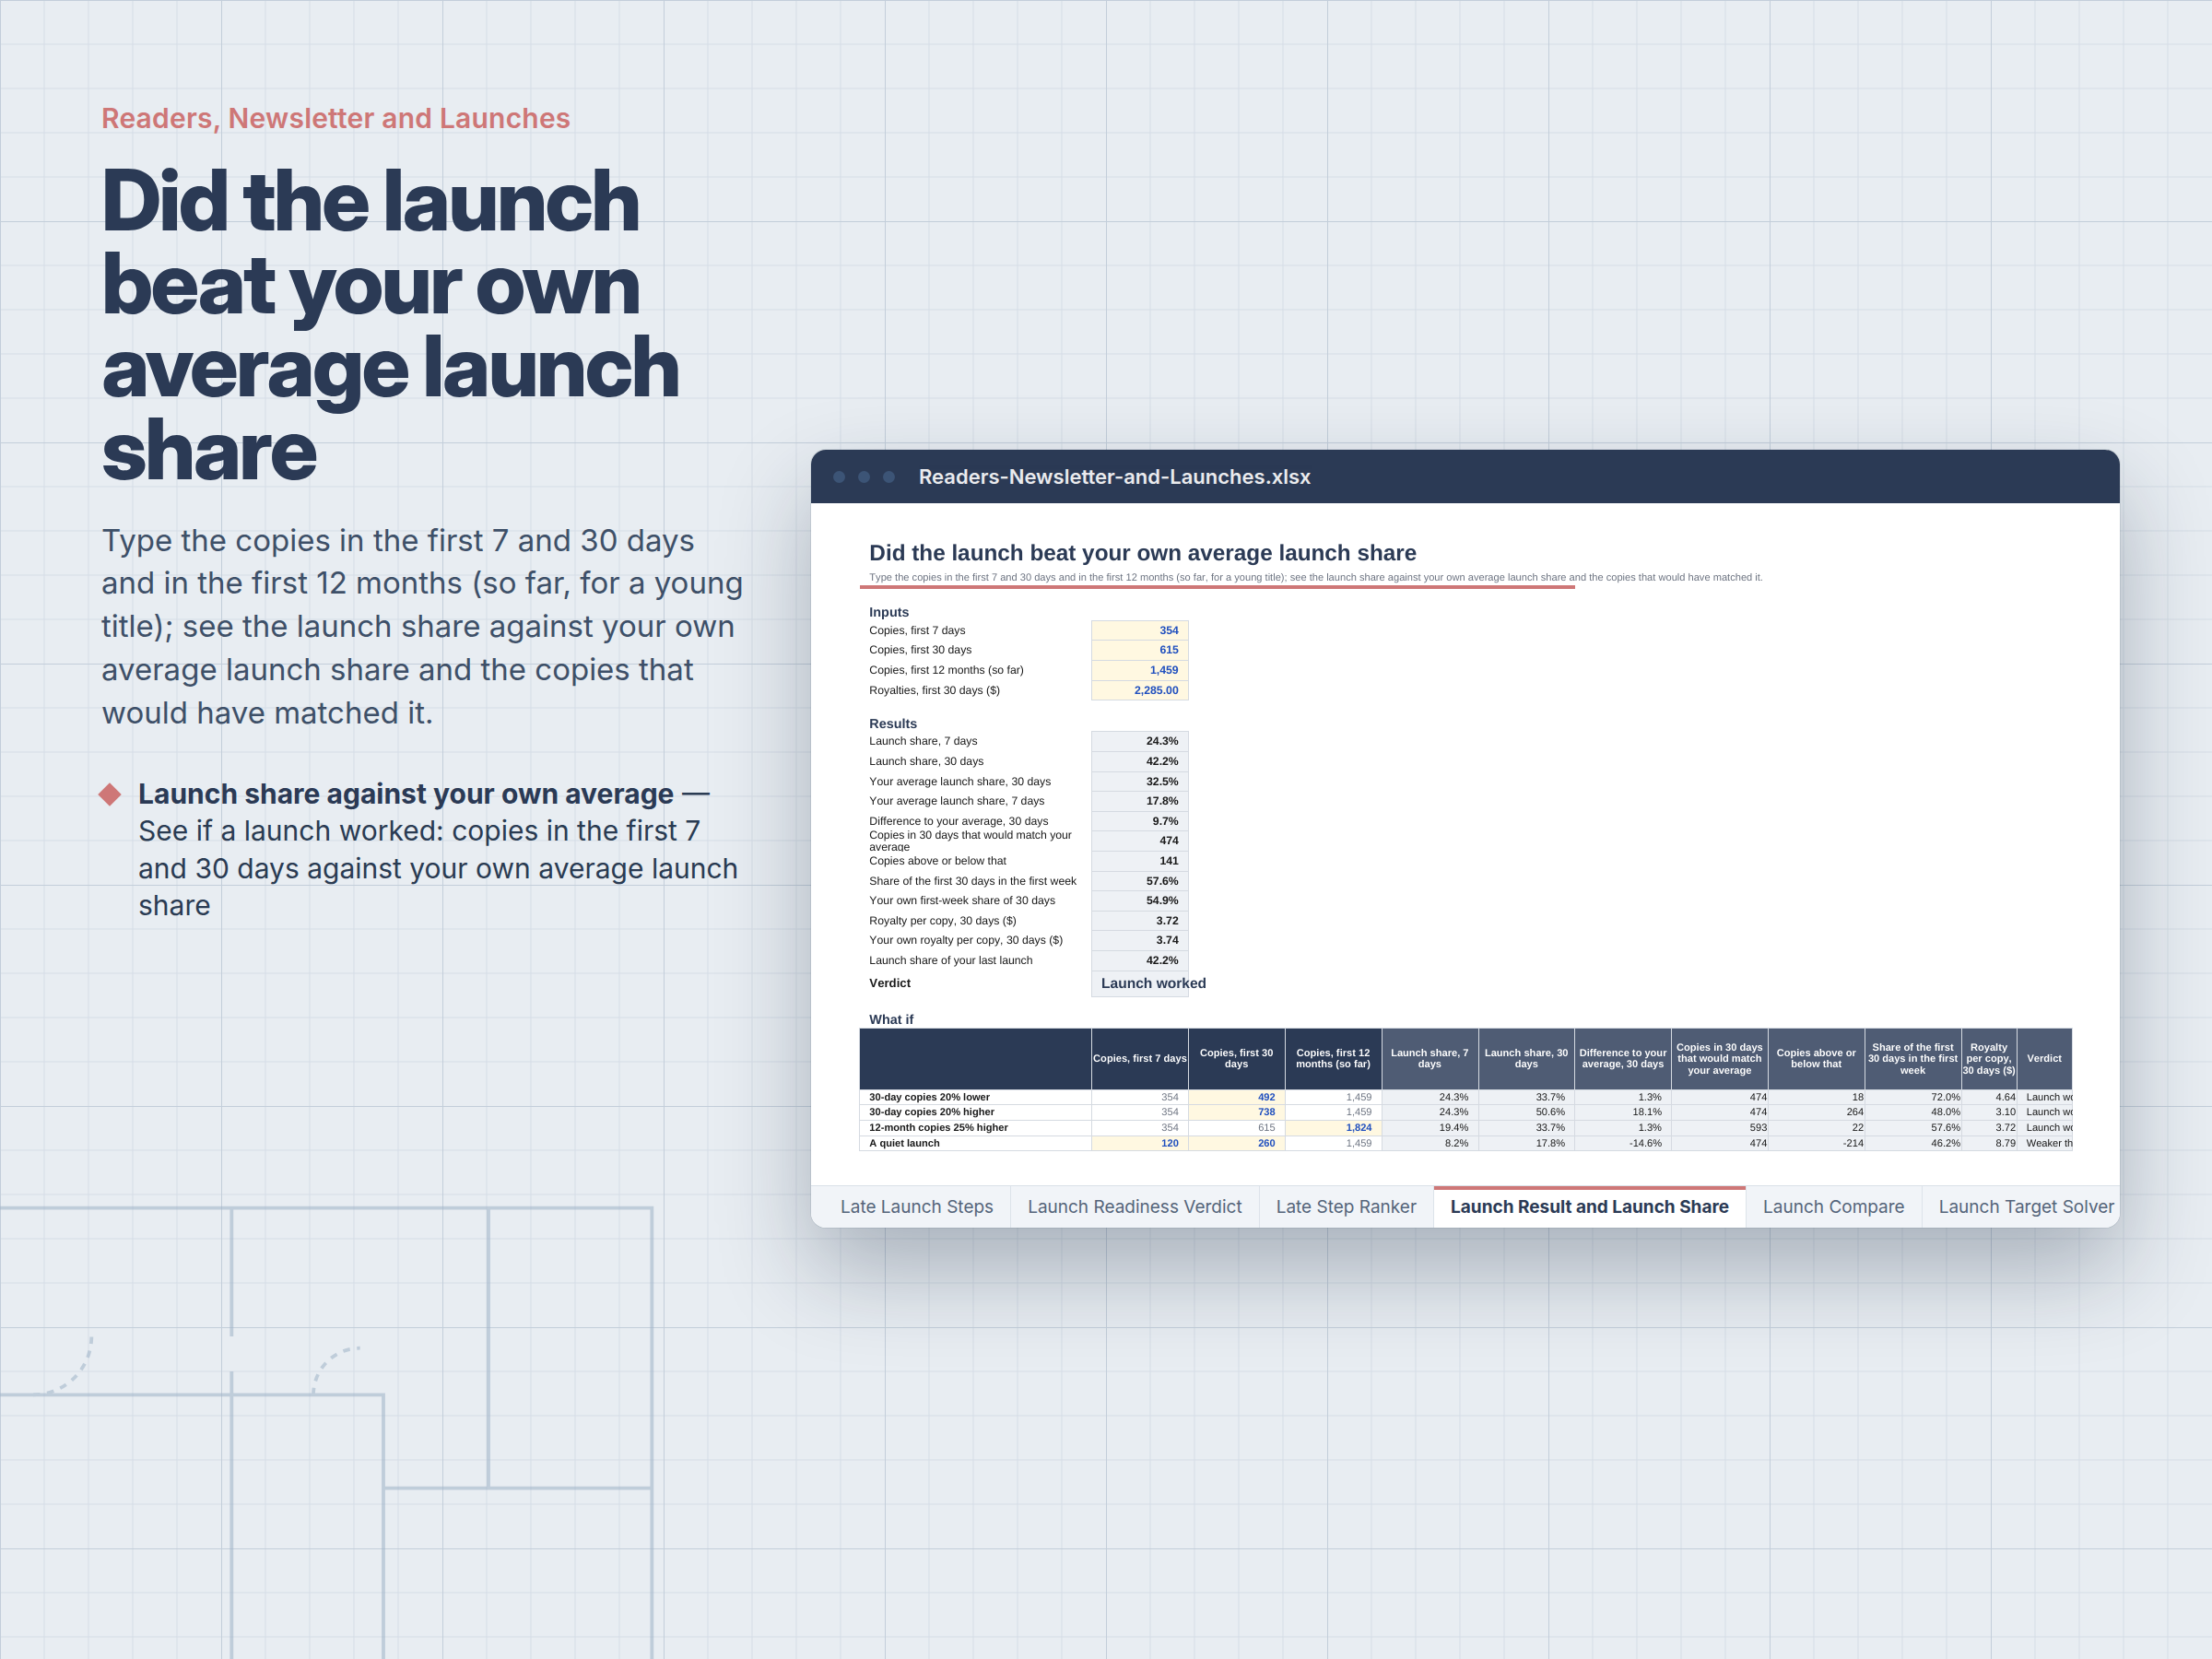 Readers, Newsletter and Launches
Did the launch
beat your own
average launch
share
Type the copies in the first 7 and 30 days
and in the first 12 months (so far, for a young
title); see the launch share against your own
average launch share and the copies that
would have matched it.
Launch share against your own average —
See if a launch worked: copies in the first 7
and 30 days against your own average launch
share
Readers-Newsletter-and-Launches.xlsx
Did the launch beat your own average launch share
Type the copies in the first 7 and 30 days and in the first 12 months (so far, for a young title); see the launch share against your own average launch share and the copies that would have matched it.
Inputs
Copies, first 7 days 354
Copies, first 30 days 615
Copies, first 12 months (so far) 1,459
Royalties, first 30 days ($) 2,285.00
Results
Launch share, 7 days 24.3%
Launch share, 30 days 42.2%
Your average launch share, 30 days 32.5%
Your average launch share, 7 days 17.8%
Difference to your average, 30 days 9.7%
Copies in 30 days that would match your
average 474
Copies above or below that 141
Share of the first 30 days in the first week 57.6%
Your own first-week share of 30 days 54.9%
Royalty per copy, 30 days ($) 3.72
Your own royalty per copy, 30 days ($) 3.74
Launch share of your last launch 42.2%
Verdict Launch worked
What if
Copies, first 7 days Copies, first 30 days Copies, first 12 months (so far) Launch share, 7 days Launch share, 30 days Difference to your average, 30 days Copies in 30 days that would match your average Copies above or below that Share of the first 30 days in the first week Royalty per copy, 30 days ($) Verdict
30-day copies 20% lower 354 492 1,459 24.3% 33.7% 1.3% 474 18 72.0% 4.64 Launch wo
30-day copies 20% higher 354 738 1,459 24.3% 50.6% 18.1% 474 264 48.0% 3.10 Launch wo
12-month copies 25% higher 354 615 1,824 19.4% 33.7% 1.3% 593 22 57.6% 3.72 Launch wo
A quiet launch 120 260 1,459 8.2% 17.8% -14.6% 474 -214 46.2% 8.79 Weaker th
Late Launch Steps Launch Readiness Verdict Late Step Ranker Launch Result and Launch Share Launch Compare Launch Target Solver